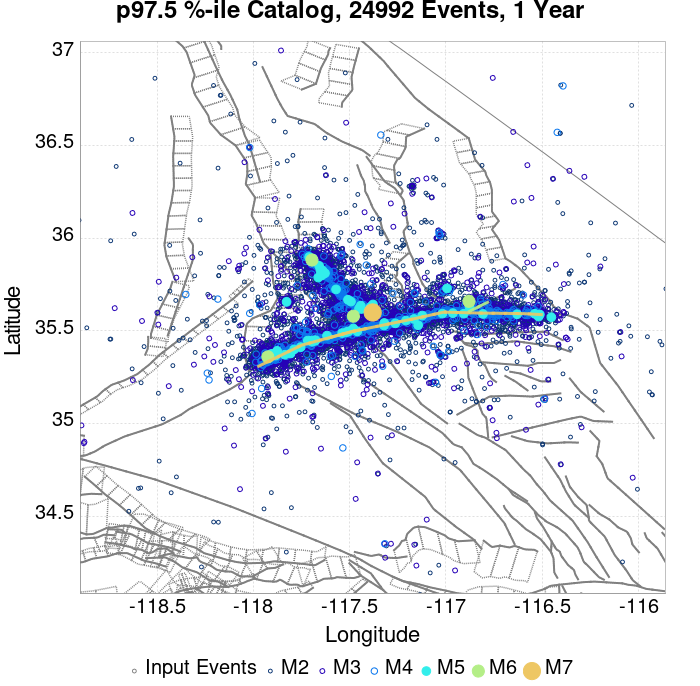 p97.5 %-ile Catalog, 24992 Events, 1 Year
37
36.5
36
35.5
35
34.5
Latitude
-118.5 -118 -117.5 -117 -116.5 -116
Longitude
Input Events M2 M3 M4 M5 M6 M7